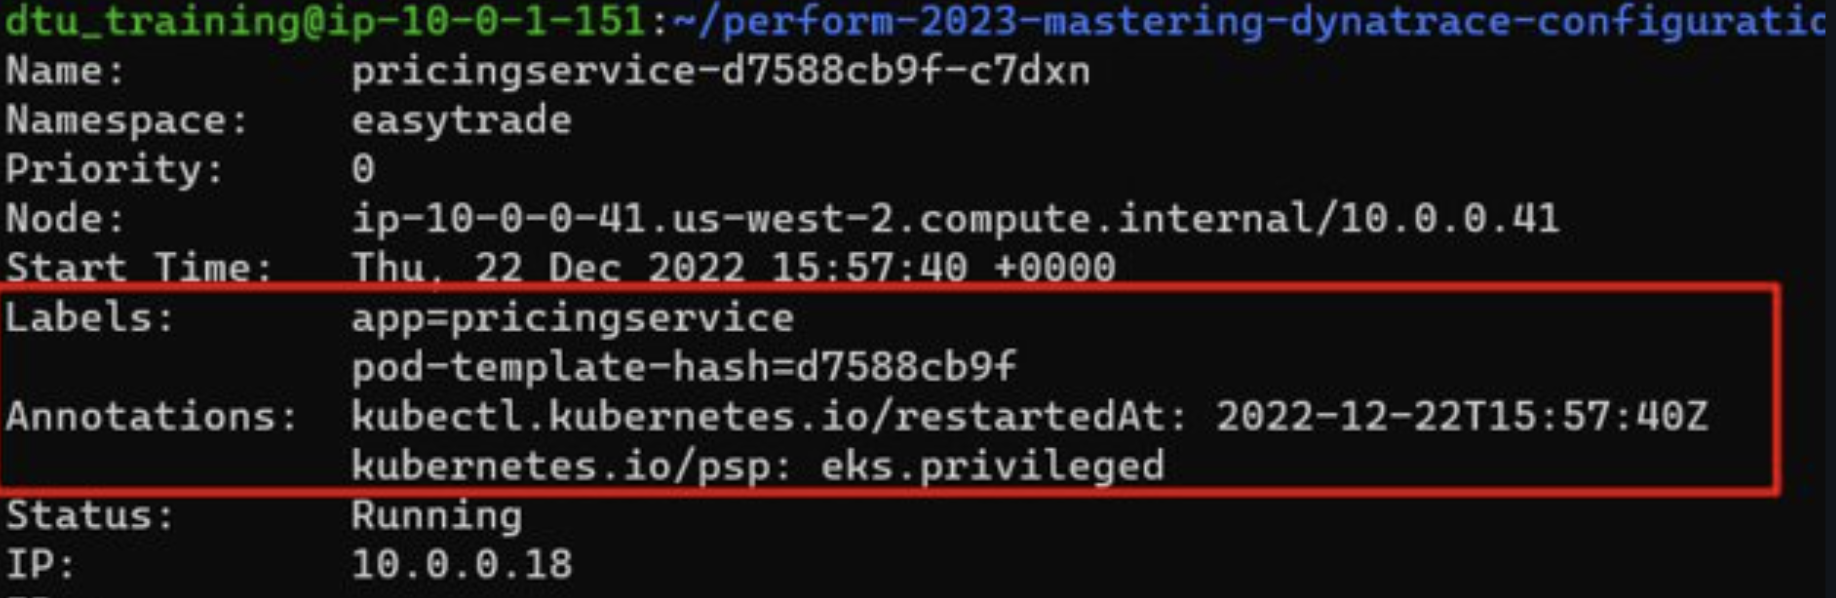 dtu_training@ip-10-0-1-151:~/perform-2023-mastering-dynatrace-configuratio
Name: pricingservice-d7588cb9f-c7dxn
Namespace: easytrade
Priority: 0
Node: ip-10-0-0-41.us-west-2.compute.internal/10.0.0.41
Start Time: Thu, 22 Dec 2022 15:57:40 +0000
Labels: app=pricingservice
pod-template-hash=d7588cb9f
Annotations: kubectl.kubernetes.io/restartedAt: 2022-12-22T15:57:40Z
kubernetes.io/psp: eks.privileged
Status: Running
IP: 10.0.0.18